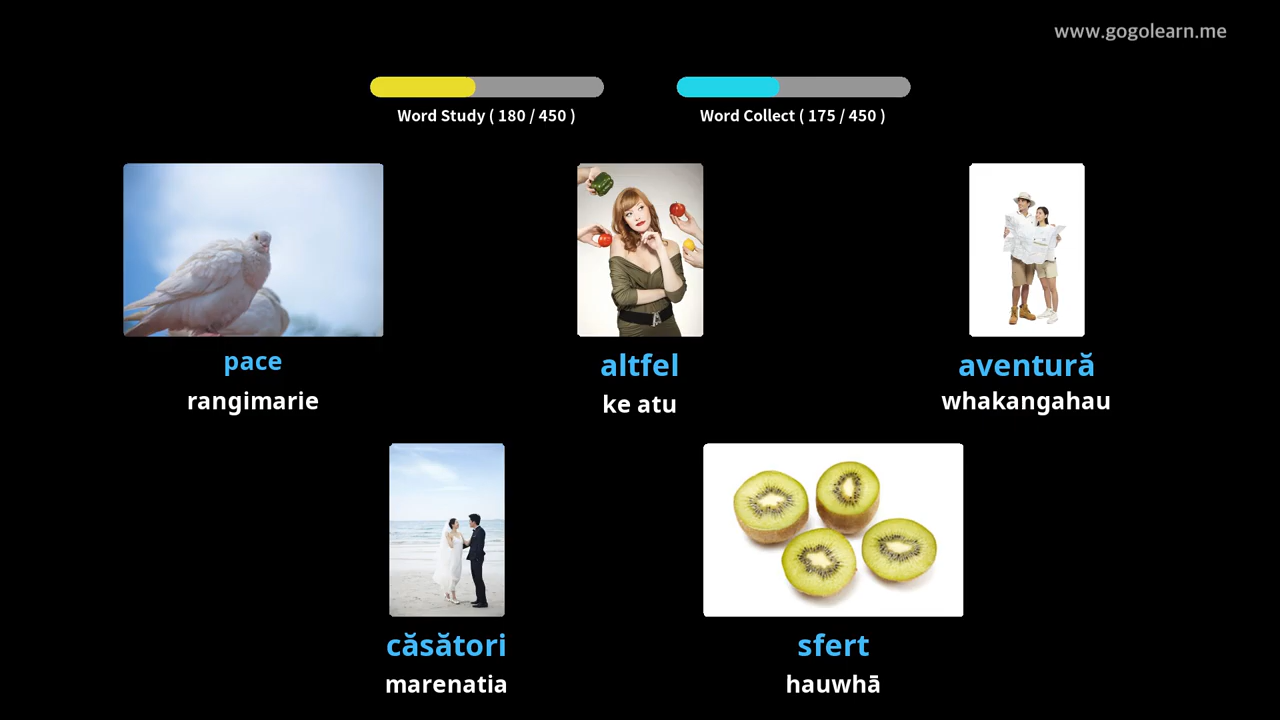 www.gogolearn.me
Word Study ( 180 / 450 )
Word Collect ( 175 / 450 )
pace
rangimarie
altfel
ke atu
aventură
whakangahau
căsători
marenatia
sfert
hauwhā